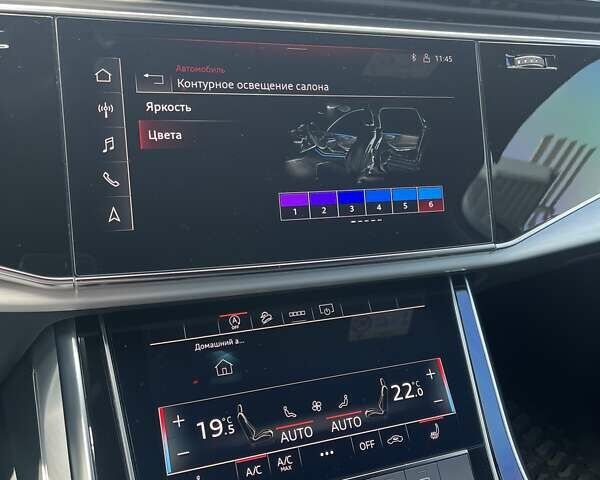 11:45
Автомобиль
Контурное освещение салона
Яркость
Цвета
1 2 3 4 5 6
A OFF
Домашний а...
19.5 °C
22.0 °C
AUTO AUTO
A/C A/C MAX ••• OFF